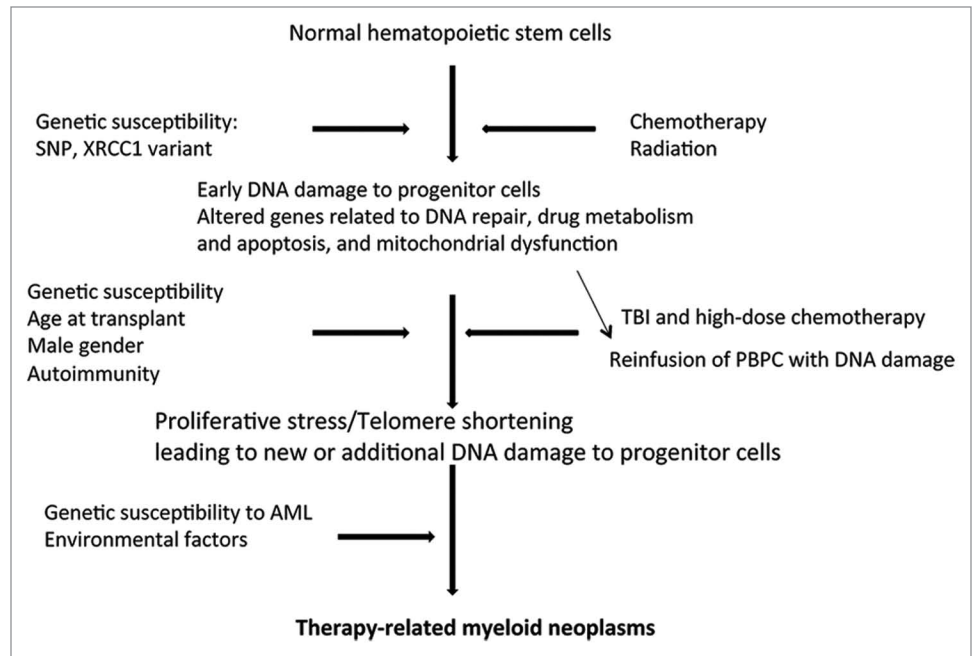 Normal hematopoietic stem cells
Genetic susceptibility:
SNP, XRCC1 variant
Chemotherapy
Radiation
Early DNA damage to progenitor cells
Altered genes related to DNA repair, drug metabolism
and apoptosis, and mitochondrial dysfunction
Genetic susceptibility
Age at transplant
Male gender
Autoimmunity
TBI and high-dose chemotherapy
Reinfusion of PBPC with DNA damage
Proliferative stress/Telomere shortening
leading to new or additional DNA damage to progenitor cells
Genetic susceptibility to AML
Environmental factors
Therapy-related myeloid neoplasms